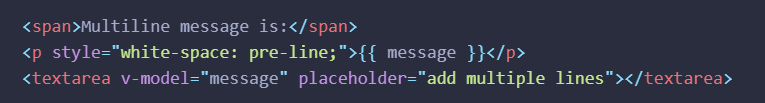 <span>Multiline message is:</span>
<p style="white-space: pre-line;">{{ message }}</p>
<textarea v-model="message" placeholder="add multiple lines"></textarea>